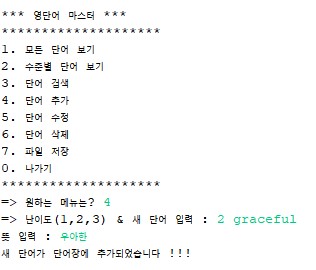 *** 영단어 마스터 ***
********************
1. 모든 단어 보기
2. 수준별 단어 보기
3. 단어 검색
4. 단어 추가
5. 단어 수정
6. 단어 삭제
7. 파일 저장
0. 나가기
********************
=> 원하는 메뉴는? 4
=> 난이도(1,2,3) & 새 단어 입력 : 2 graceful
뜻 입력 : 우아한
새 단어가 단어장에 추가되었습니다 !!!